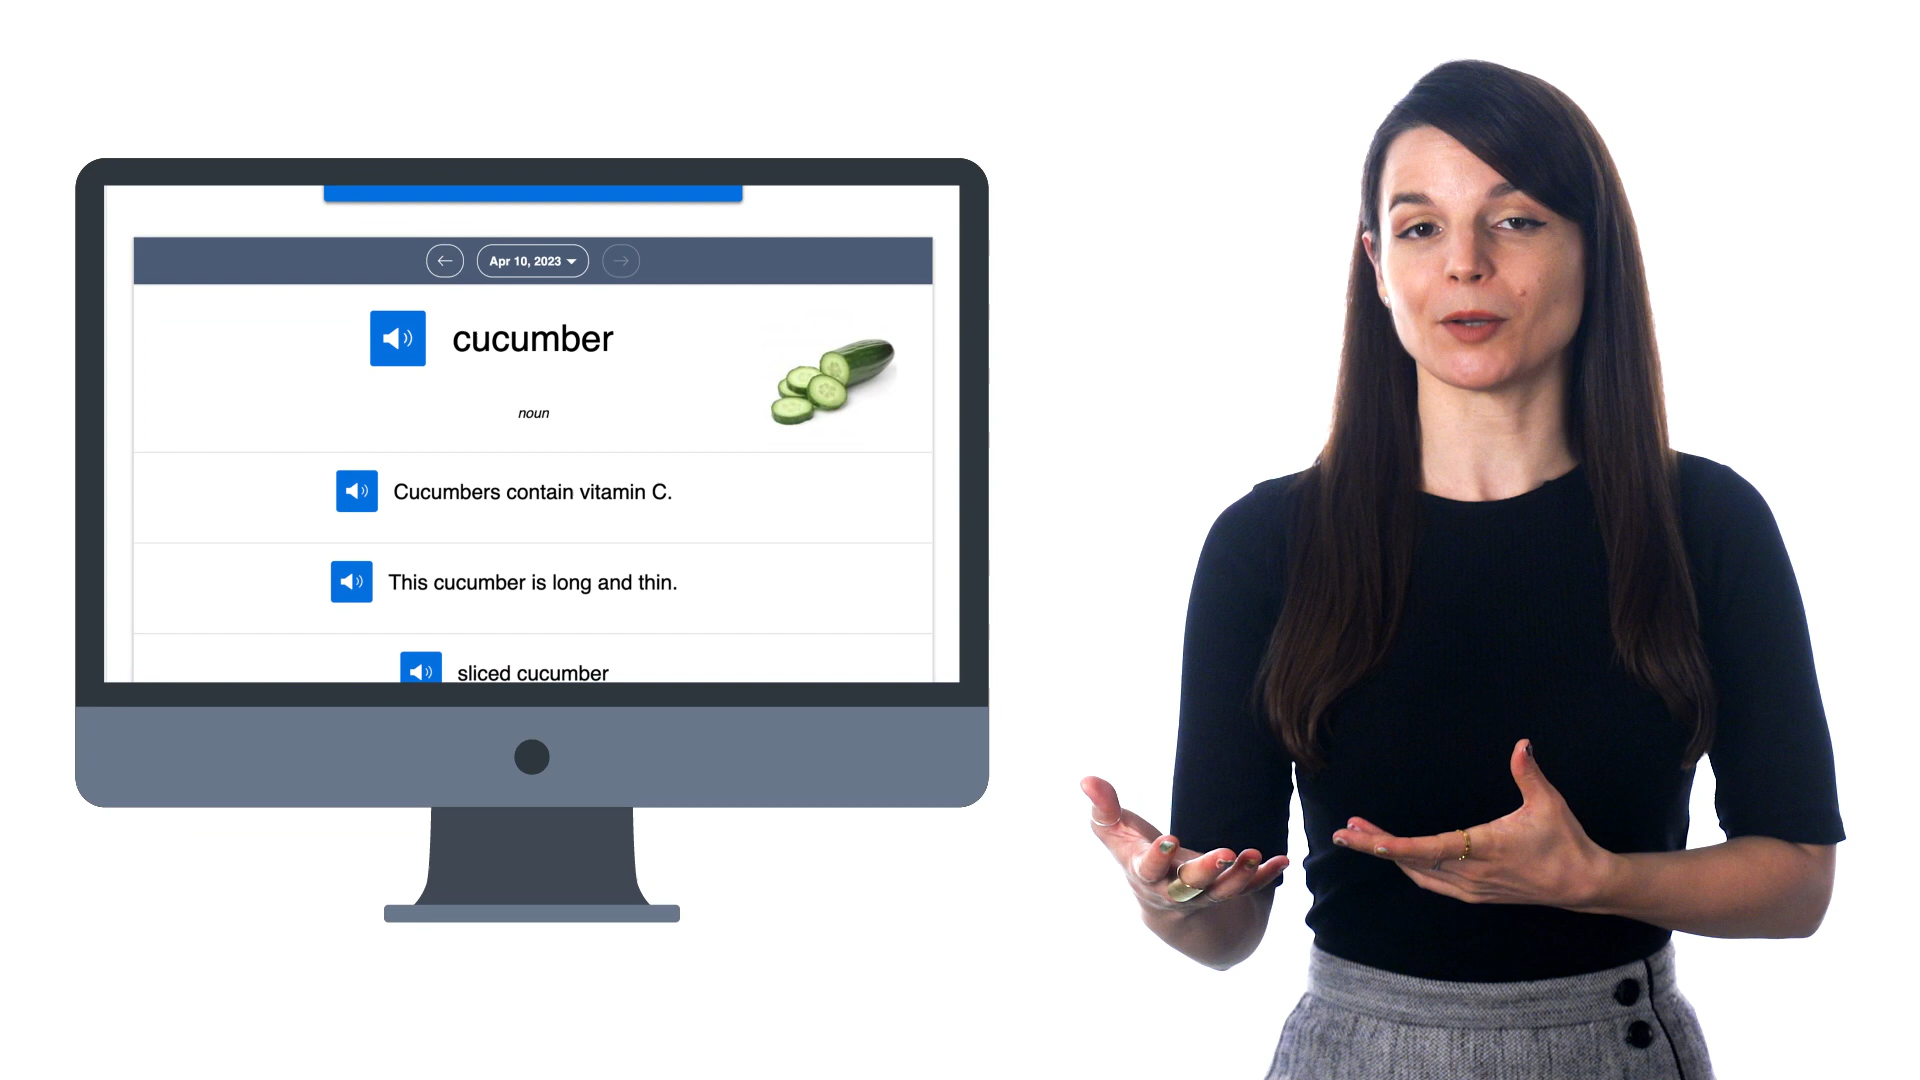 Apr 10, 2023
cucumber
noun
Cucumbers contain vitamin C.
This cucumber is long and thin.
sliced cucumber